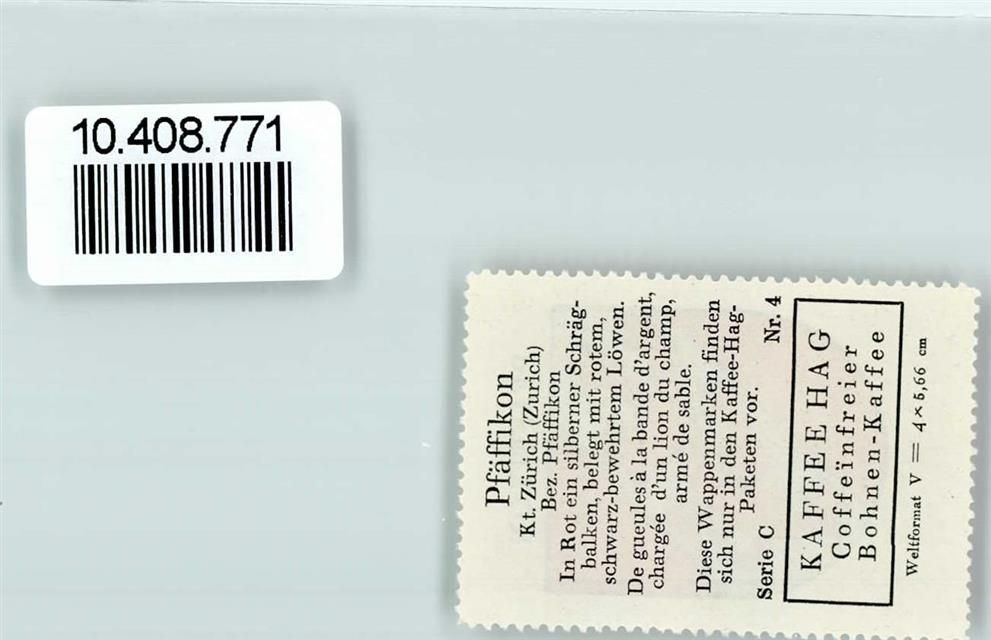 10.408.771
Pfäffikon
Kt. Zürich (Zurich)
Bez. Pfäffikon
In Rot ein silberner Schräg-
balken, belegt mit rotem,
schwarz-bewehrtem Löwen.
De gueules à la bande d'argent,
chargée d'un lion du champ,
armé de sable.
Diese Wappenmarken finden
sich nur in den Kaffee-Hag-
Paketen vor.
Serie C Nr. 4
KAFFEE HAG
Coffeïnfreier
Bohnen-Kaffee
Weltformat V = 4 × 5,66 cm